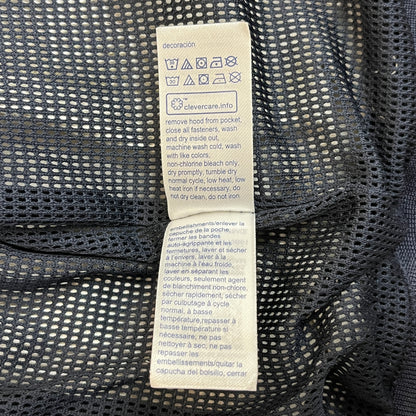 decoración
clevercare.info
remove hood from pocket,
close all fasteners, wash
and dry inside out,
machine wash cold, wash
with like colors,
non-chlorine bleach only,
dry promptly, tumble dry
normal cycle, low heat, low
heat iron if necessary, do
not dry clean, do not iron
embellishments/enlever la
capuche de la poche,
fermer les bandes
auto-agrippante et les
fermetures, laver et sécher
à l'envers, laver à la
machine à l'eau froide,
laver en séparant les
couleurs, seulement agent
de blanchiment non-chlore,
sécher rapidement, sécher
par culbutage à cycle
normal, à basse
température,repasser à
basse température si
nécessaire, ne pas
nettoyer à sec, ne pas
repasser les
embellissements/quitar la
capucha del bolsillo, cerrar